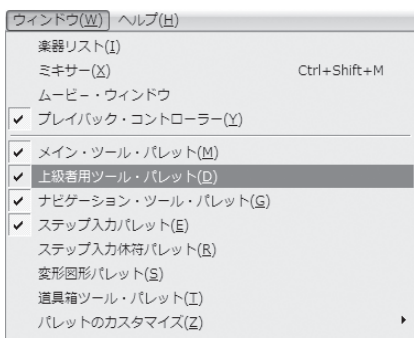 ウィンドウ(W) ヘルプ(H)
楽器リスト(I)
ミキサー(X) Ctrl+Shift+M
ムービー・ウィンドウ
✔ プレイバック・コントローラー(Y)
✔ メイン・ツール・パレット(M)
✔ 上級者用ツール・パレット(D)
✔ ナビゲーション・ツール・パレット(G)
✔ ステップ入力パレット(E)
ステップ入力休符パレット(R)
変形図形パレット(S)
道具箱ツール・パレット(T)
パレットのカスタマイズ(Z)